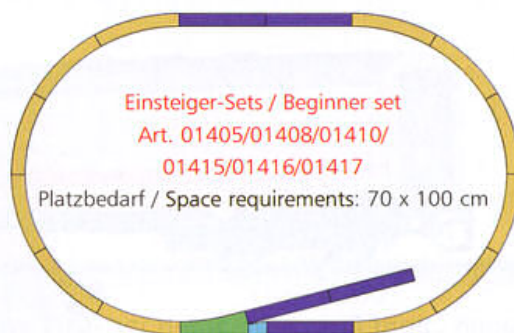 Einsteiger-Sets / Beginner set
Art. 01405/01408/01410/
01415/01416/01417
Platzbedarf / Space requirements: 70 x 100 cm